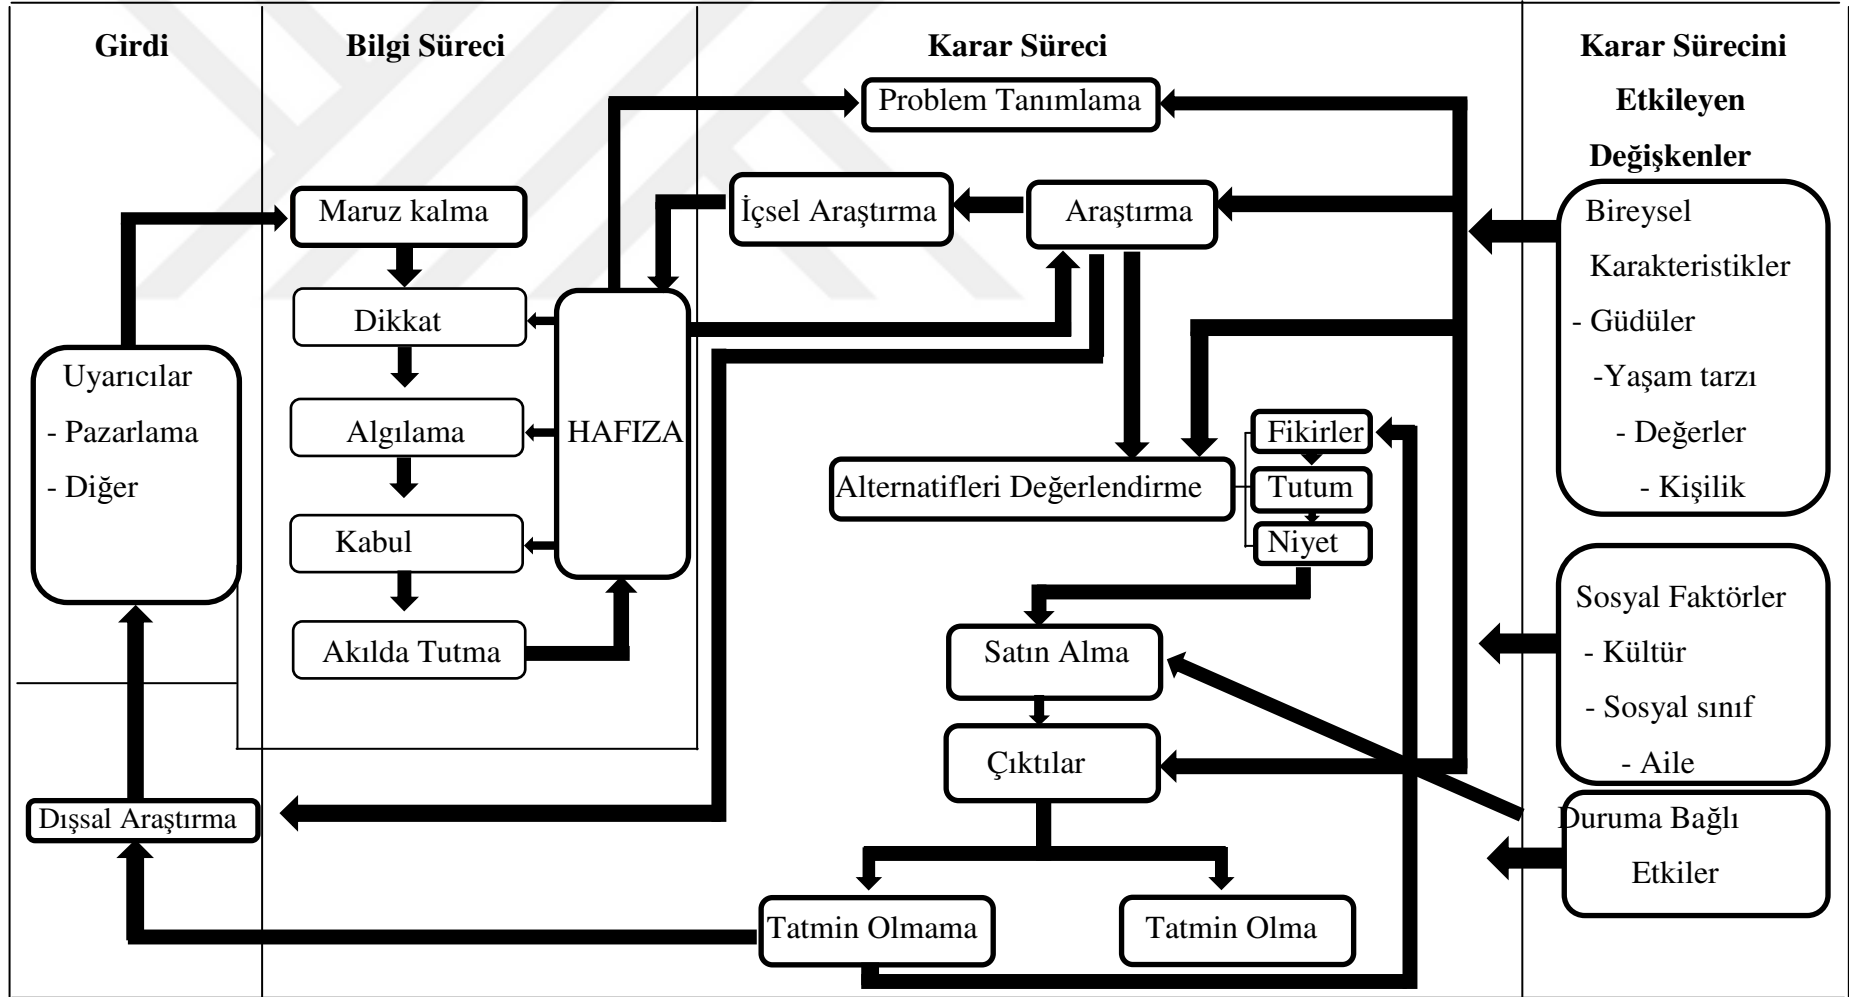 Girdi
Bilgi Süreci
Karar Süreci
Karar Sürecini
Etkileyen
Değişkenler
Problem Tanımlama
Maruz kalma
İçsel Araştırma
Araştırma
Bireysel
Karakteristikler
- Güdüler
-Yaşam tarzı
- Değerler
- Kişilik
Dikkat
Uyarıcılar
- Pazarlama
- Diğer
Algılama
HAFIZA
Fikirler
Alternatifleri Değerlendirme
Tutum
Niyet
Kabul
Akılda Tutma
Satın Alma
Sosyal Faktörler
- Kültür
- Sosyal sınıf
- Aile
Çıktılar
Dışsal Araştırma
Duruma Bağlı
Etkiler
Tatmin Olmama
Tatmin Olma